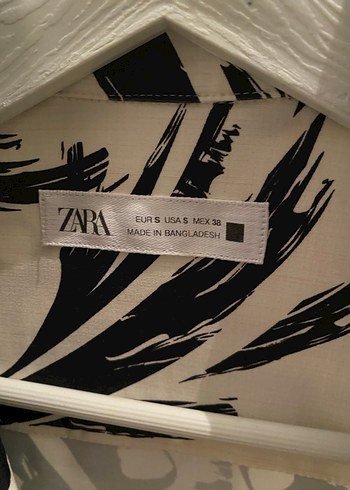 ZARA
EUR S USA S MEX 38
MADE IN BANGLADESH